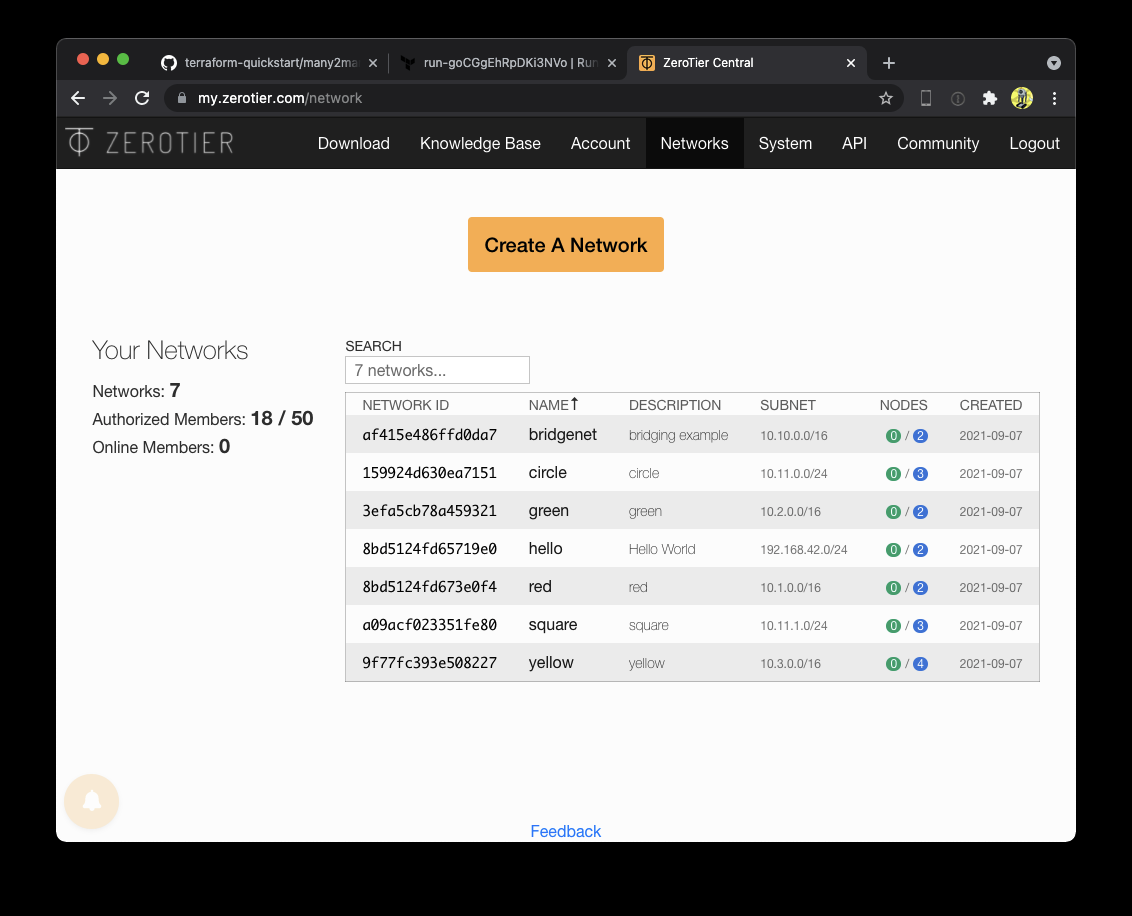 terraform-quickstart/many2ma
run-goCGgEhRpDKi3NVo | Run
ZeroTier Central
my.zerotier.com/network
ZEROTIER
Download Knowledge Base Account Networks System API Community Logout
Create A Network
Your Networks
Networks: 7
Authorized Members: 18 / 50
Online Members: 0
SEARCH
7 networks...
NETWORK ID NAME↑ DESCRIPTION SUBNET NODES CREATED
af415e486ffd0da7 bridgenet bridging example 10.10.0.0/16 0 / 2 2021-09-07
159924d630ea7151 circle circle 10.11.0.0/24 0 / 3 2021-09-07
3efa5cb78a459321 green green 10.2.0.0/16 0 / 2 2021-09-07
8bd5124fd65719e0 hello Hello World 192.168.42.0/24 0 / 2 2021-09-07
8bd5124fd673e0f4 red red 10.1.0.0/16 0 / 2 2021-09-07
a09acf023351fe80 square square 10.11.1.0/24 0 / 3 2021-09-07
9f77fc393e508227 yellow yellow 10.3.0.0/16 0 / 4 2021-09-07
Feedback